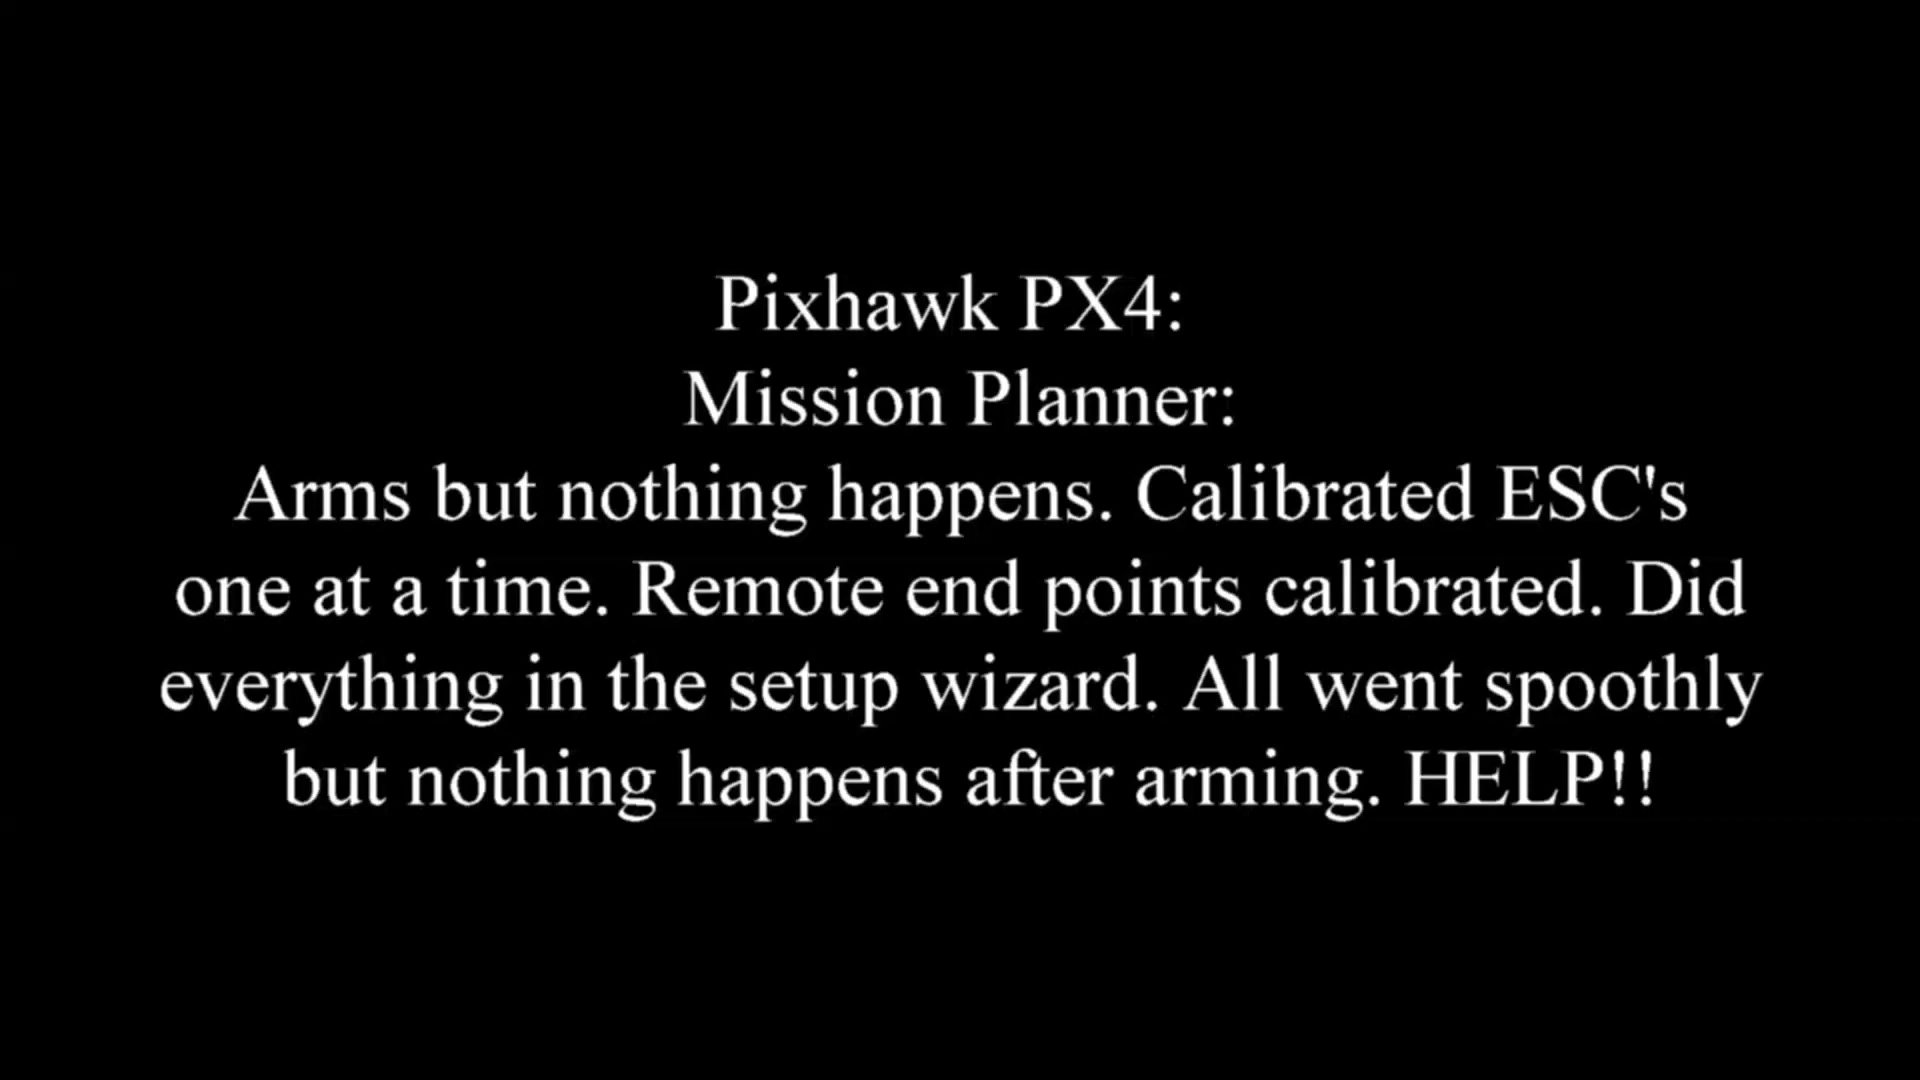 Pixhawk PX4:
Mission Planner:
Arms but nothing happens. Calibrated ESC's
one at a time. Remote end points calibrated. Did
everything in the setup wizard. All went spoothly
but nothing happens after arming. HELP!!